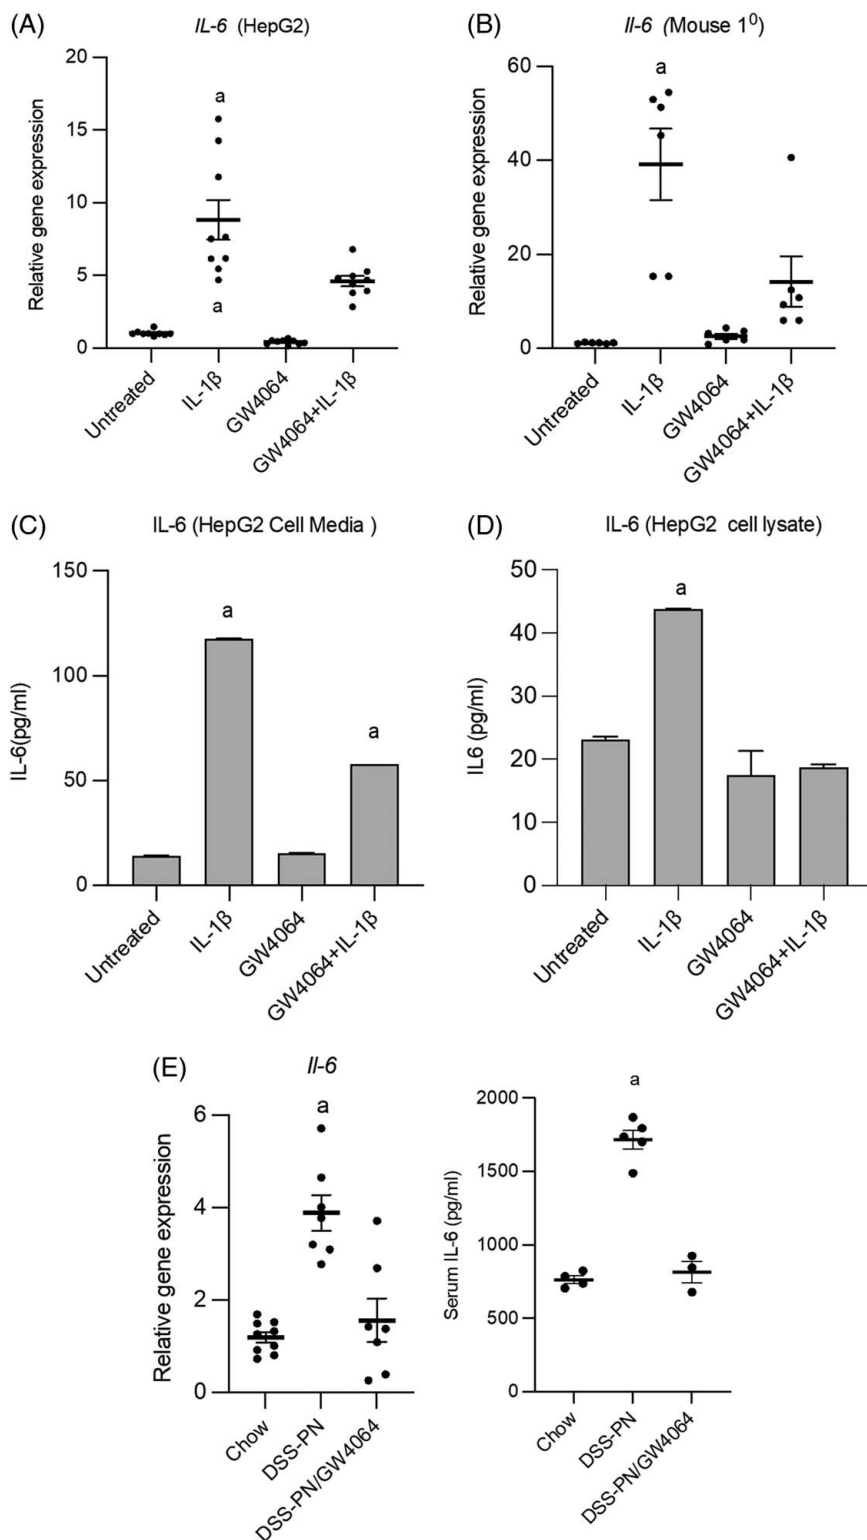 (A)
IL-6 (HepG2)
Relative gene expression
20
15
10
5
0
a
a
Untreated
IL-1β
GW4064
GW4064+IL-1β
(B)
Il-6 (Mouse 1⁰)
Relative gene expression
60
40
20
0
a
Untreated
IL-1β
GW4064
GW4064+IL-1β
(C)
IL-6 (HepG2 Cell Media )
IL-6(pg/ml)
150
100
50
0
a
a
Untreated
IL-1β
GW4064
GW4064+IL-1β
(D)
IL-6 (HepG2 cell lysate)
IL6 (pg/ml)
50
40
30
20
10
0
a
Untreated
IL-1β
GW4064
GW4064+IL-1β
(E)
Il-6
Relative gene expression
6
4
2
0
a
Chow
DSS-PN
DSS-PN/GW4064
Serum IL-6 (pg/ml)
2000
1500
1000
500
0
a
Chow
DSS-PN
DSS-PN/GW4064